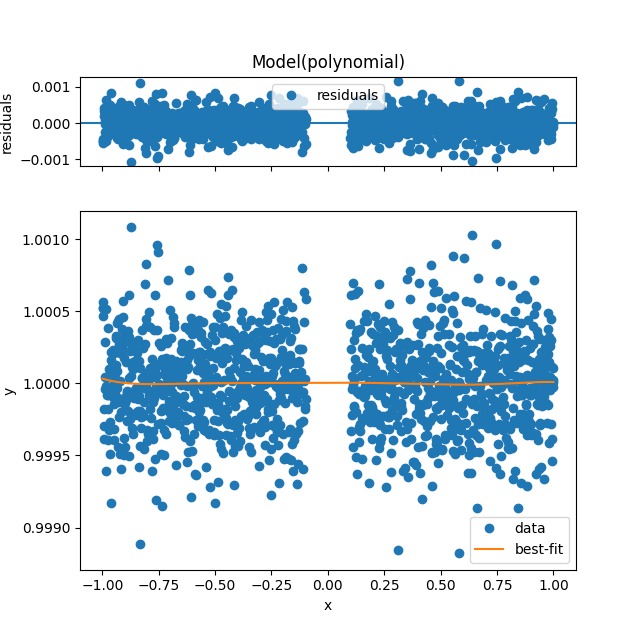 Model(polynomial)
0.001
0.000
−0.001
residuals
residuals
1.0010
1.0005
1.0000
0.9995
0.9990
y
data
best-fit
−1.00 −0.75 −0.50 −0.25 0.00 0.25 0.50 0.75 1.00
x